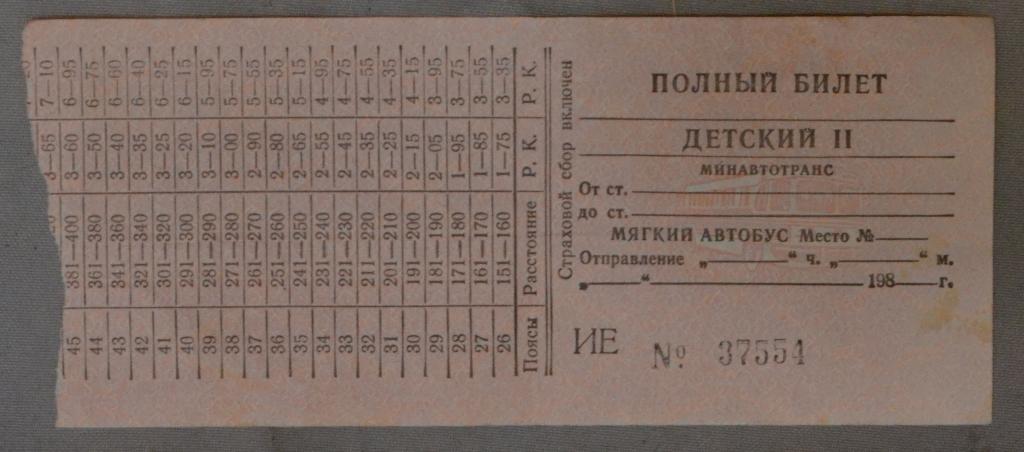 3—65 7—10
45 381—400 3—60 6—95
44 361—380 3—50 6—75
43 341—360 3—40 6—60
42 321—340 3—35 6—40
41 301—320 3—25 6—25
40 291—300 3—20 6—15
39 281—290 3—10 5—95
38 271—280 3—00 5—75
37 261—270 2—90 5—55
36 251—260 2—80 5—35
35 241—250 2—65 5—15
34 231—240 2—55 4—95
33 221—230 2—45 4—75
32 211—220 2—35 4—55
31 201—210 2—25 4—35
30 191—200 2—15 4—15
29 181—190 2—05 3—95
28 171—180 1—95 3—75
27 161—170 1—85 3—55
26 151—160 1—75 3—35
Поясы Расстояние Р. К. Р. К.
Страховой сбор включен
ПОЛНЫЙ БИЛЕТ
ДЕТСКИЙ II
МИНАВТОТРАНС
От ст.
до ст.
МЯГКИЙ АВТОБУС Место №
Отправление „ “ ч. „ “ м.
„ “ 198 г.
ИЕ № 37554